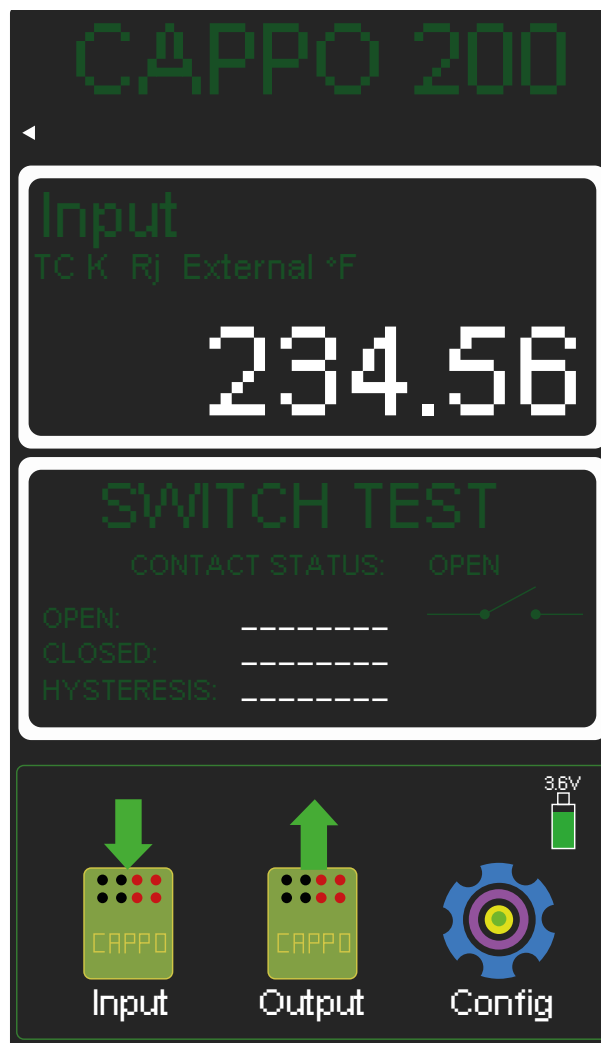 CAPPO 200
Input
TC K Rj External °F
234.56
SWITCH TEST
CONTACT STATUS: OPEN
OPEN: ________
CLOSED: ________
HYSTERESIS: ________
3.6V
CAPPO CAPPO
Input Output Config